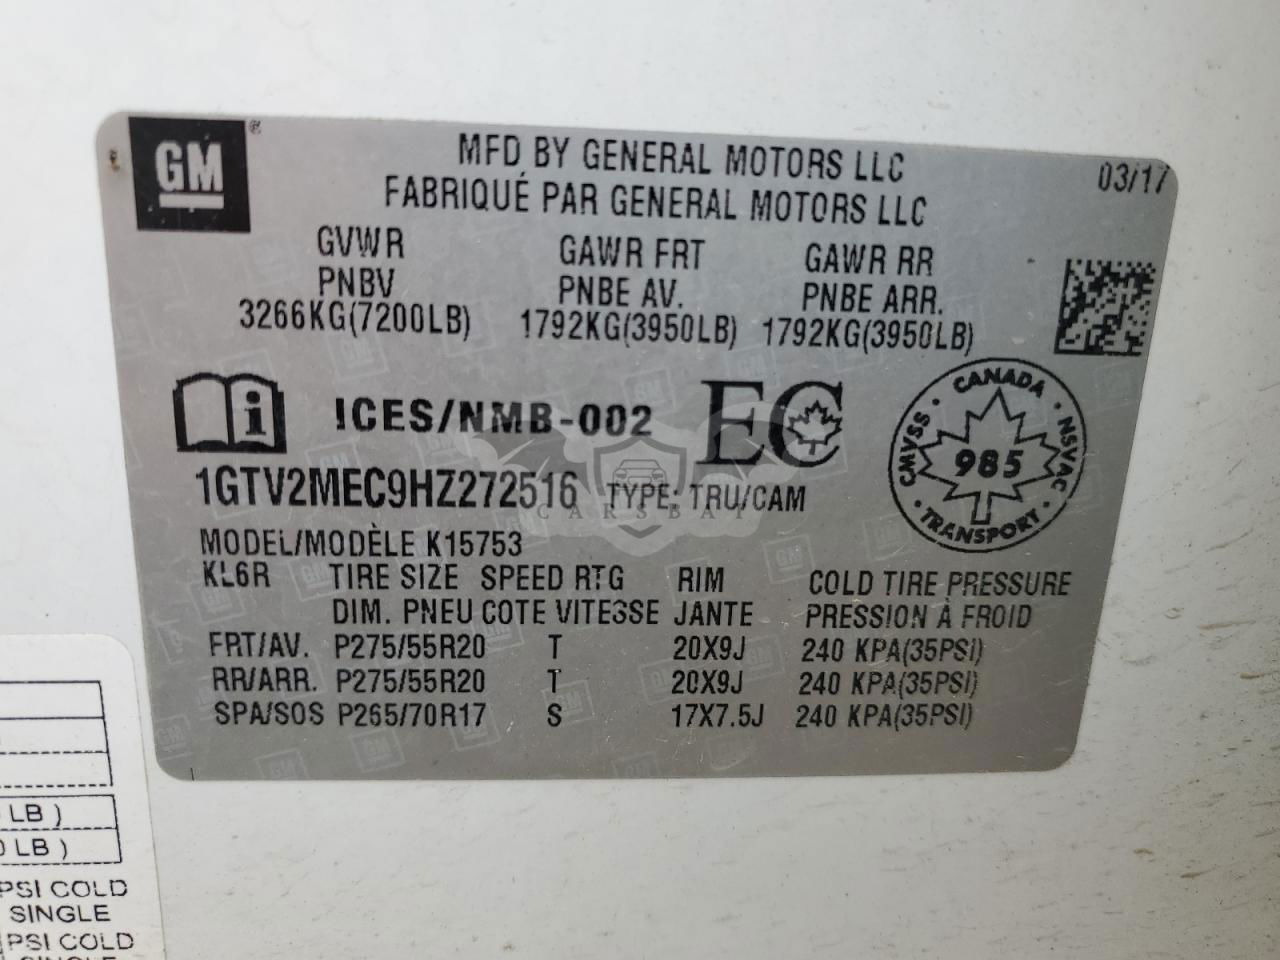 GM
MFD BY GENERAL MOTORS LLC
03/17
FABRIQUÉ PAR GENERAL MOTORS LLC
GVWR GAWR FRT GAWR RR
PNBV PNBE AV. PNBE ARR.
3266KG(7200LB) 1792KG(3950LB) 1792KG(3950LB)
ICES/NMB-002 EC
CANADA
CMVSS · NSVAC
985
TRANSPORT
1GTV2MEC9HZ272516 TYPE: TRU/CAM
CARSBAT
MODEL/MODÈLE K15753
KL6R TIRE SIZE SPEED RTG RIM COLD TIRE PRESSURE
DIM. PNEU COTE VITESSE JANTE PRESSION À FROID
FRT/AV. P275/55R20 T 20X9J 240 KPA(35PSI)
RR/ARR. P275/55R20 T 20X9J 240 KPA(35PSI)
SPA/SOS P265/70R17 S 17X7.5J 240 KPA(35PSI)
LB )
LB )
PSI COLD
SINGLE
PSI COLD